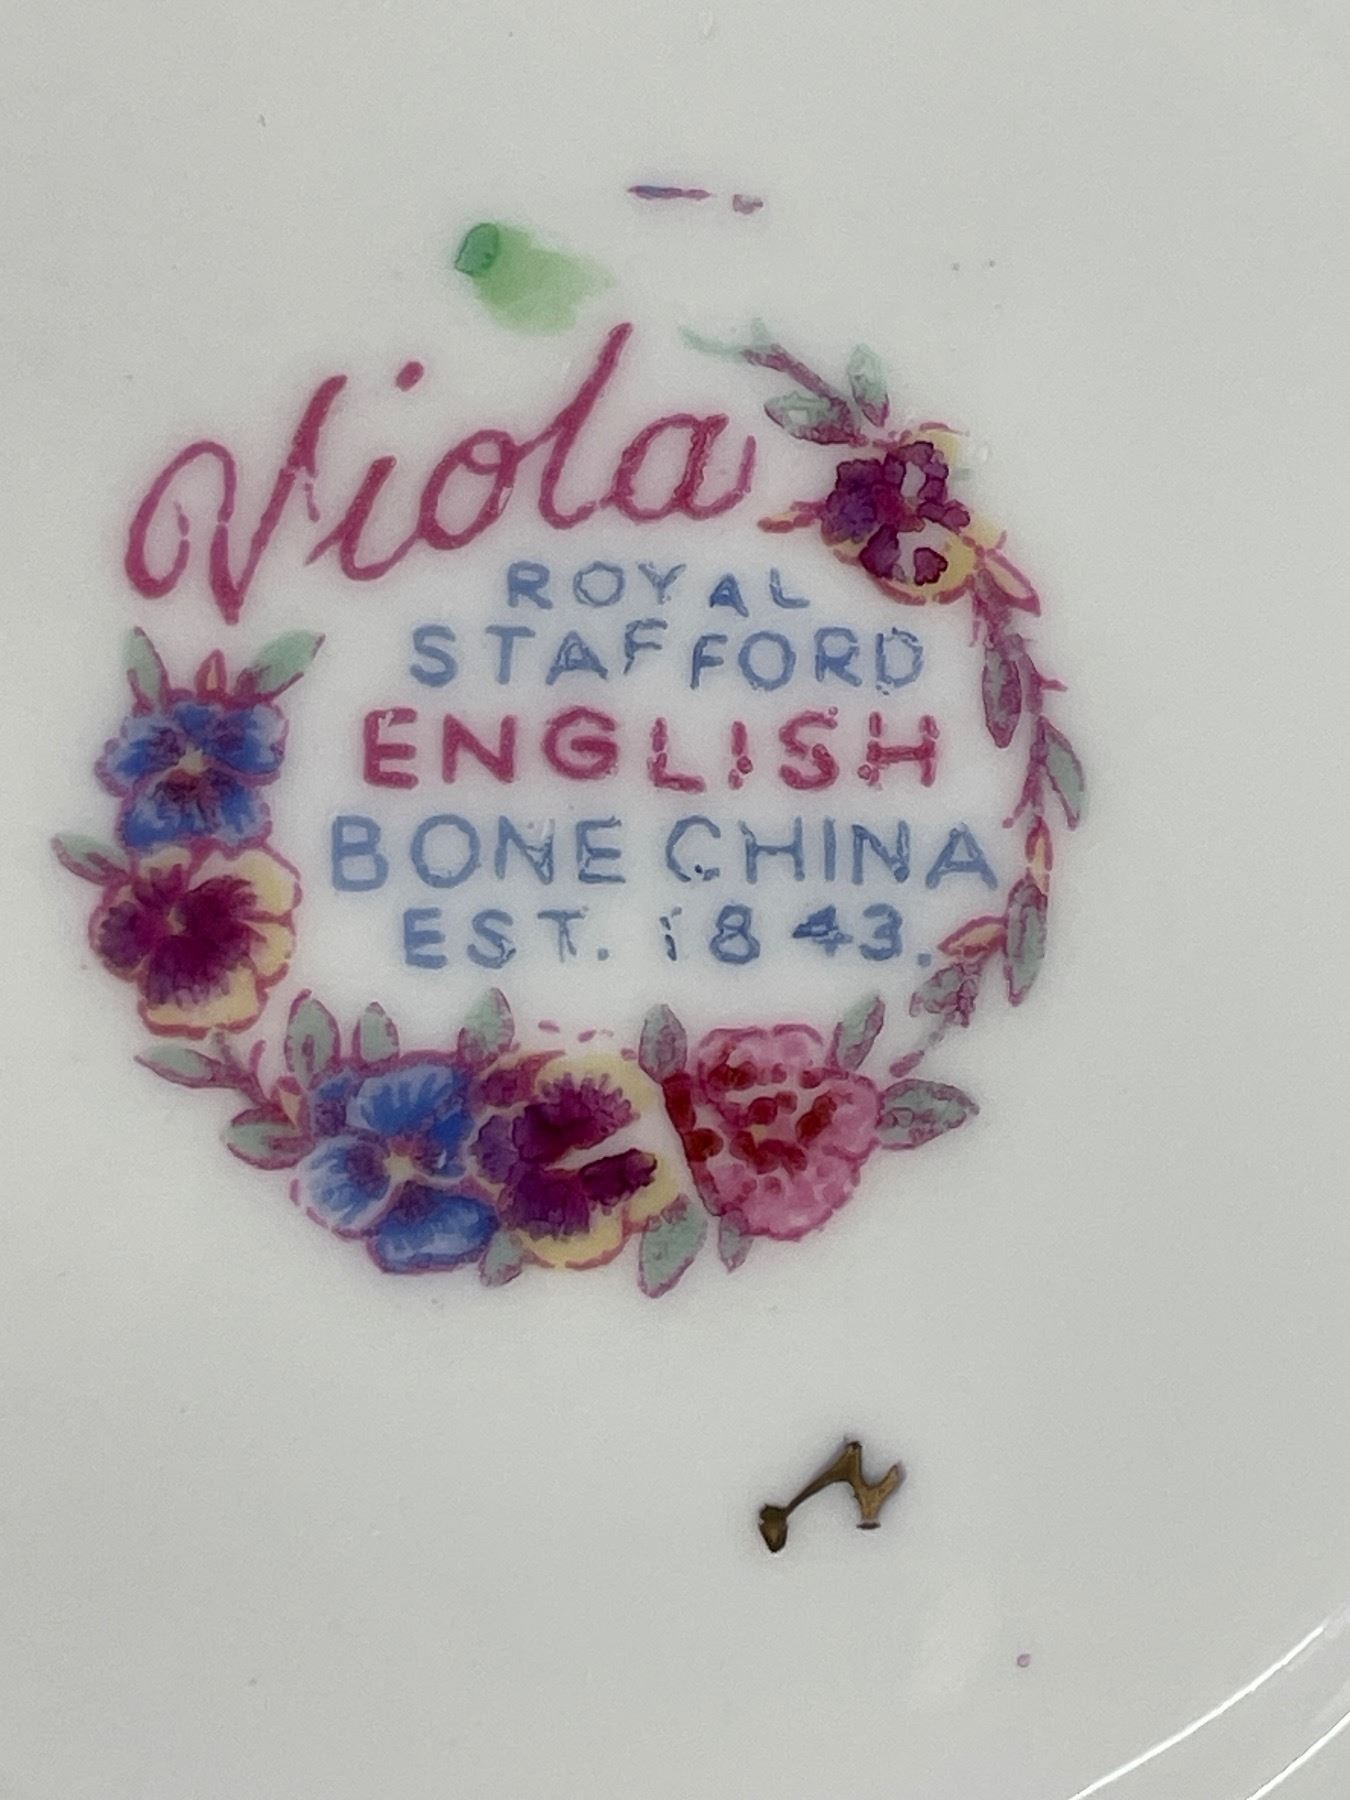 Viola
ROYAL
STAFFORD
ENGLISH
BONE CHINA
EST. 1843.